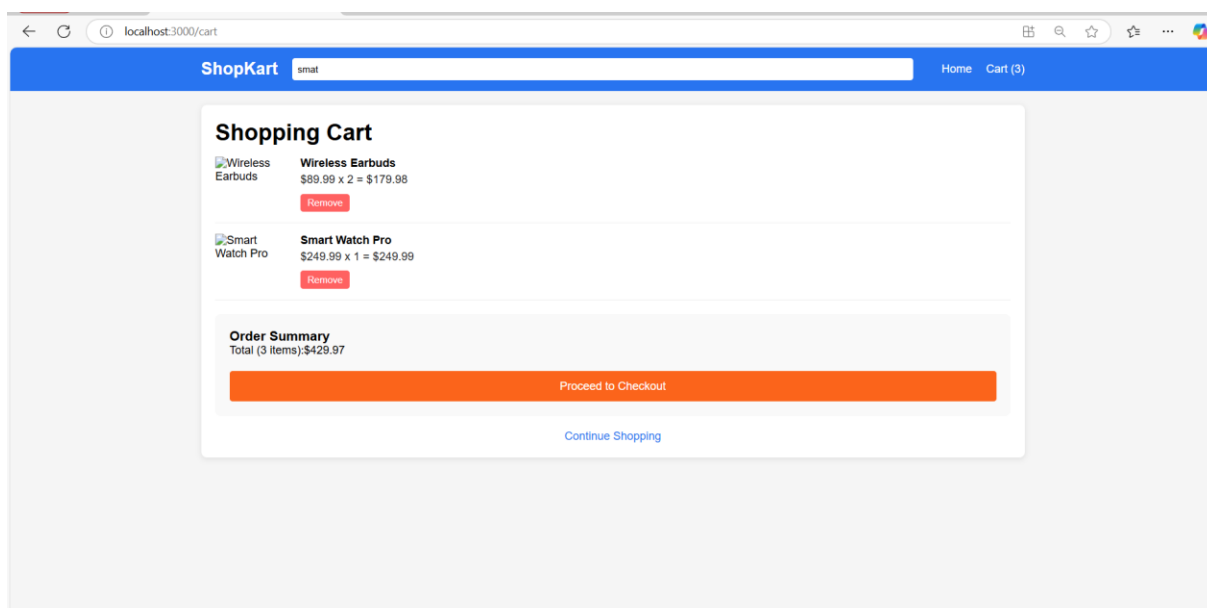 localhost:3000/cart
ShopKart smat Home Cart (3)
Shopping Cart
Wireless Earbuds
Wireless Earbuds
$89.99 x 2 = $179.98
Remove
Smart Watch Pro
Smart Watch Pro
$249.99 x 1 = $249.99
Remove
Order Summary
Total (3 items):$429.97
Proceed to Checkout
Continue Shopping